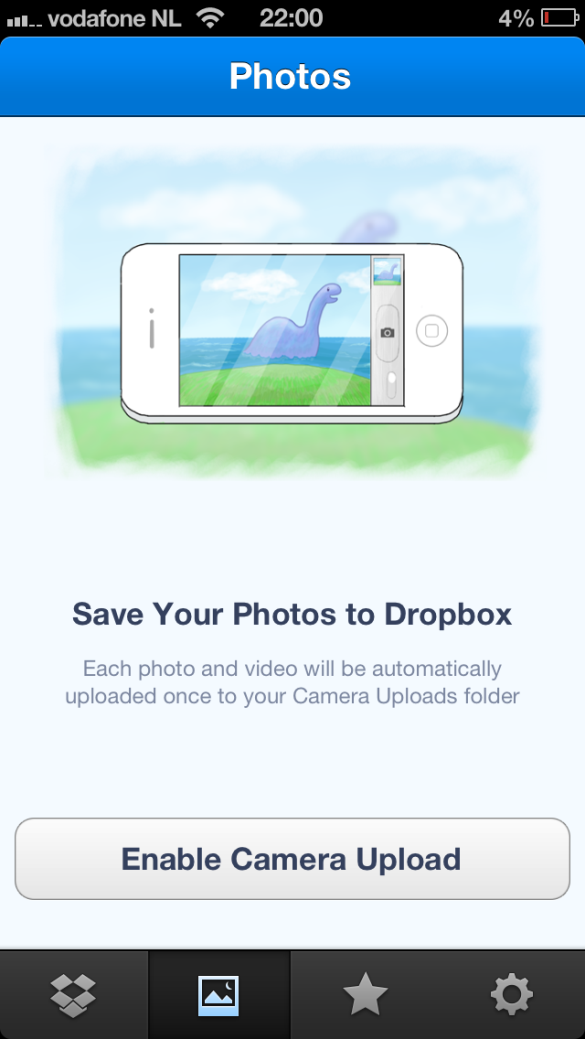 vodafone NL 22:00 4%
Photos
Save Your Photos to Dropbox
Each photo and video will be automatically
uploaded once to your Camera Uploads folder
Enable Camera Upload